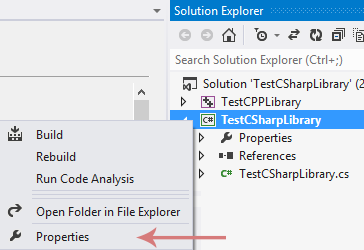 Solution Explorer
Search Solution Explorer (Ctrl+;)
Solution 'TestCSharpLibrary' (2
TestCPPLibrary
C# TestCSharpLibrary
Properties
References
C# TestCSharpLibrary.cs
Build
Rebuild
Run Code Analysis
Open Folder in File Explorer
Properties